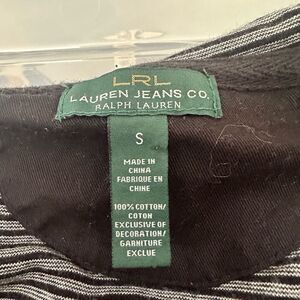 LRL
LAUREN JEANS CO.
RALPH LAUREN
S
MADE IN
CHINA
FABRIQUE EN
CHINE
100% COTTON/
COTON
EXCLUSIVE OF
DECORATION/
GARNITURE
EXCLUE